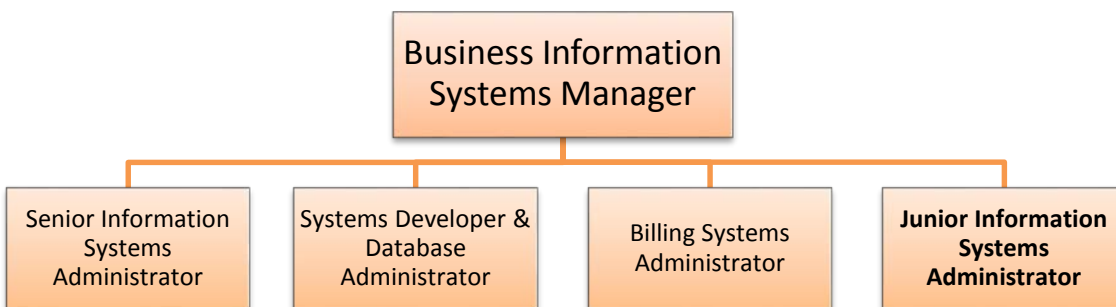 Business Information
Systems Manager
Senior Information
Systems
Administrator
Systems Developer &
Database
Administrator
Billing Systems
Administrator
Junior Information
Systems
Administrator